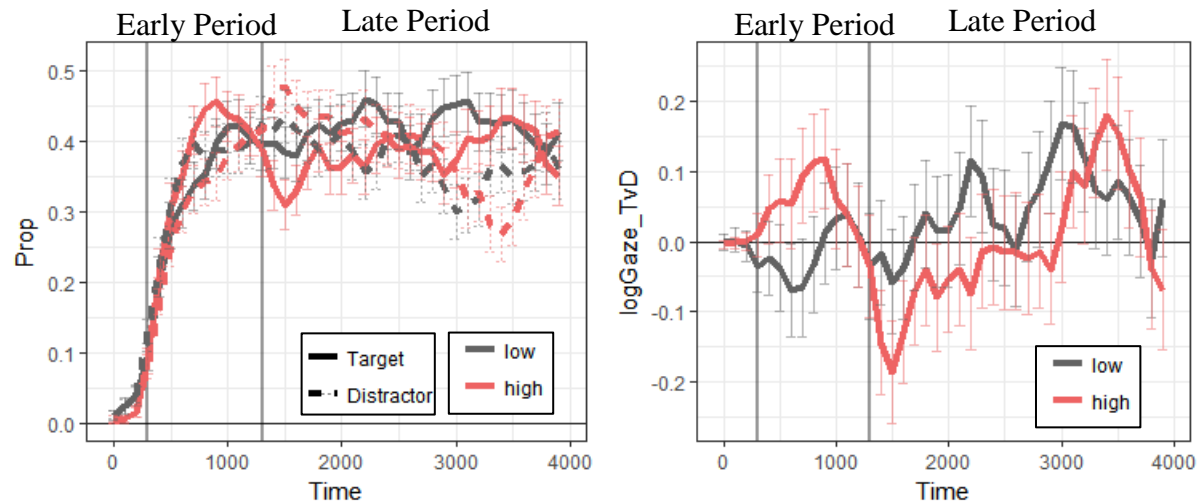 Early Period Late Period
0.5
0.4
0.3
0.2
0.1
0.0
Prop
Target
Distractor
low
high
0 1000 2000 3000 4000
Time
Early Period Late Period
0.2
0.1
0.0
-0.1
-0.2
logGaze_TvD
low
high
0 1000 2000 3000 4000
Time